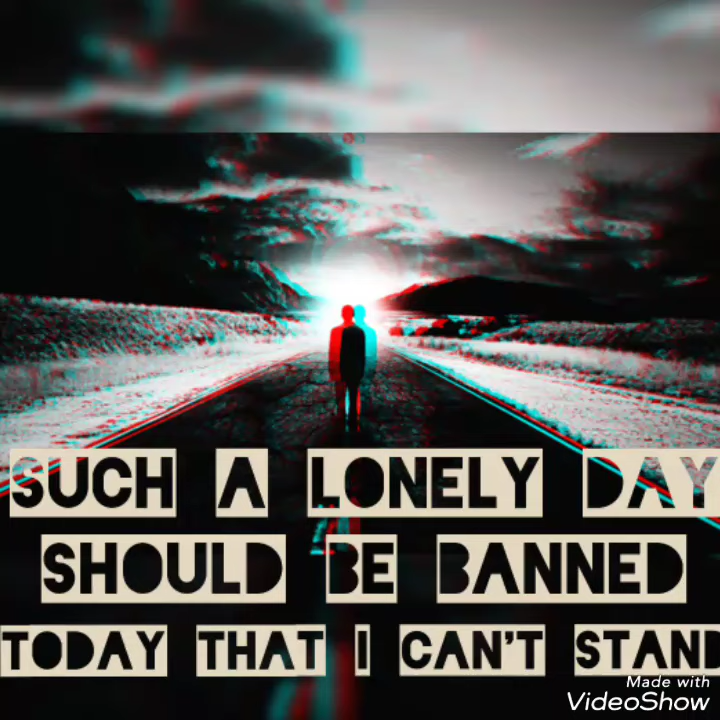 SUCH A LONELY DAY
SHOULD BE BANNED
TODAY THAT I CAN'T STAND
Made with
VideoShow